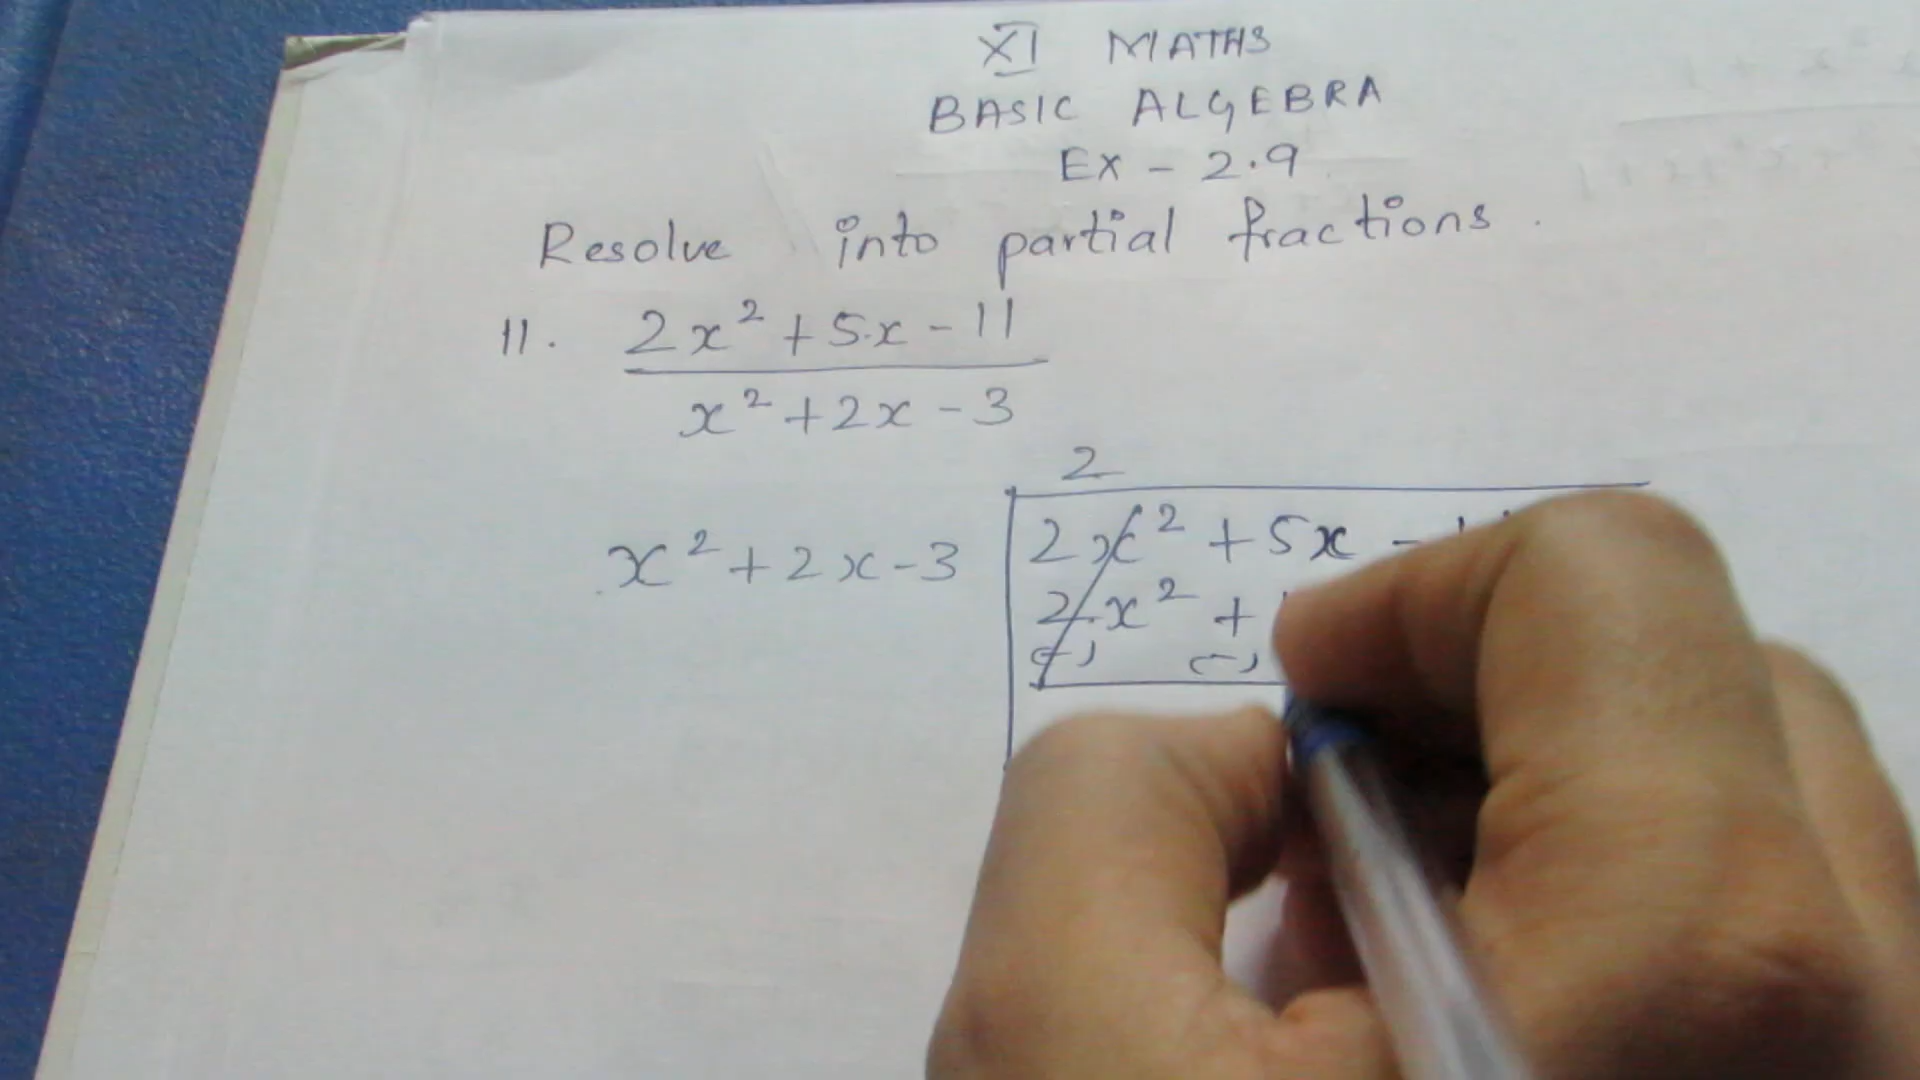 XI MATHS
BASIC ALGEBRA
EX - 2.9
Resolve into partial fractions.
11. 2x² + 5x - 11
x² + 2x - 3
2
x² + 2x - 3 2x² + 5x -
2x² +
(-) (-)